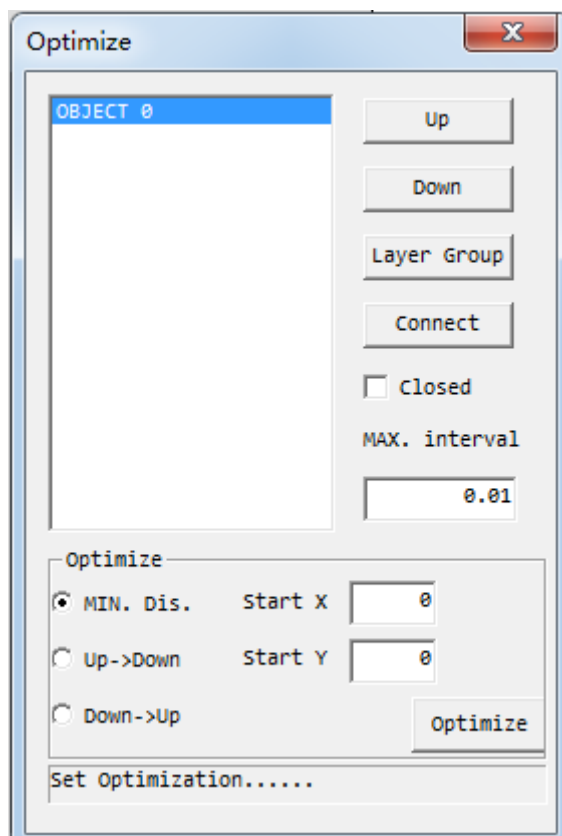 Optimize
OBJECT 0
Up
Down
Layer Group
Connect
Closed
MAX. interval
0.01
Optimize
MIN. Dis.
Start X
0
Up->Down
Start Y
0
Down->Up
Optimize
Set Optimization......